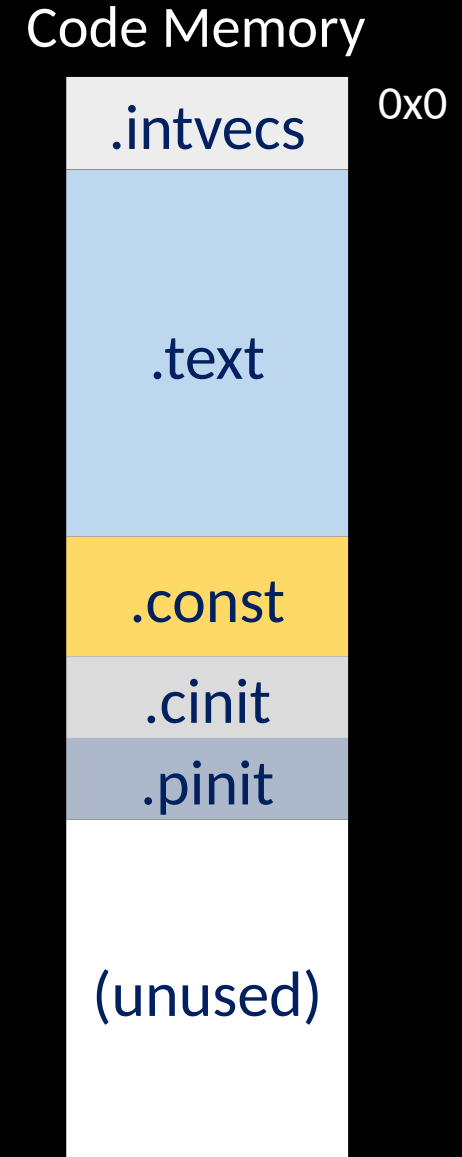 Code Memory
.intvecs
0x0
.text
.const
.cinit
.pinit
(unused)